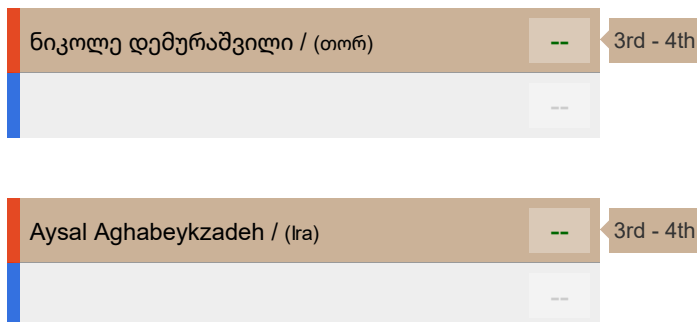 ნიკოლე დემურაშვილი / (თორ) -- 3rd - 4th
--
Aysal Aghabeykzadeh / (Ira) -- 3rd - 4th
--